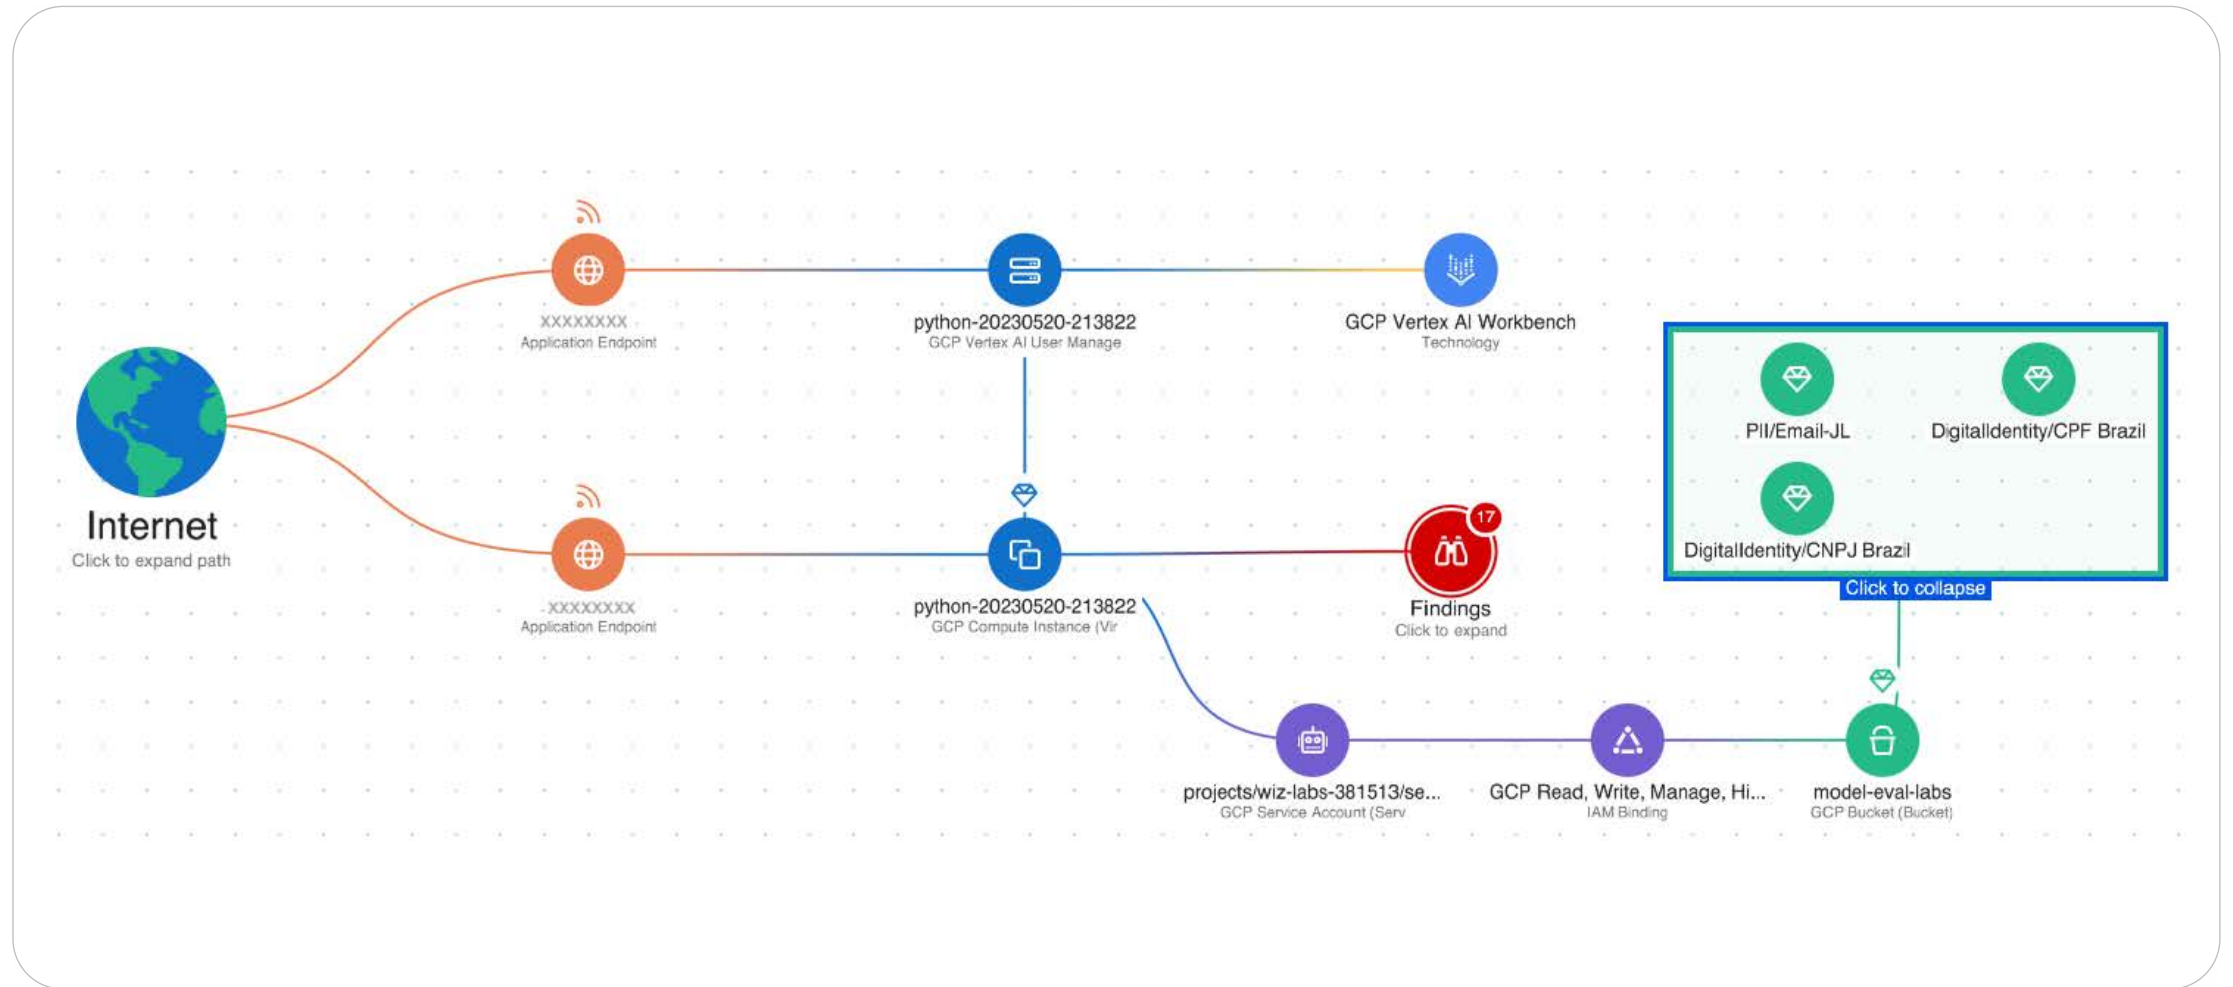 Internet
Click to expand path
XXXXXXXX
Application Endpoint
python-20230520-213822
GCP Vertex AI User Manage
GCP Vertex AI Workbench
Technology
XXXXXXXX
Application Endpoint
python-20230520-213822
GCP Compute Instance (Vir
17
Findings
Click to expand
PII/Email-JL
DigitalIdentity/CPF Brazil
DigitalIdentity/CNPJ Brazil
Click to collapse
projects/wiz-labs-381513/se...
GCP Service Account (Serv
GCP Read, Write, Manage, Hi...
IAM Binding
model-eval-labs
GCP Bucket (Bucket)